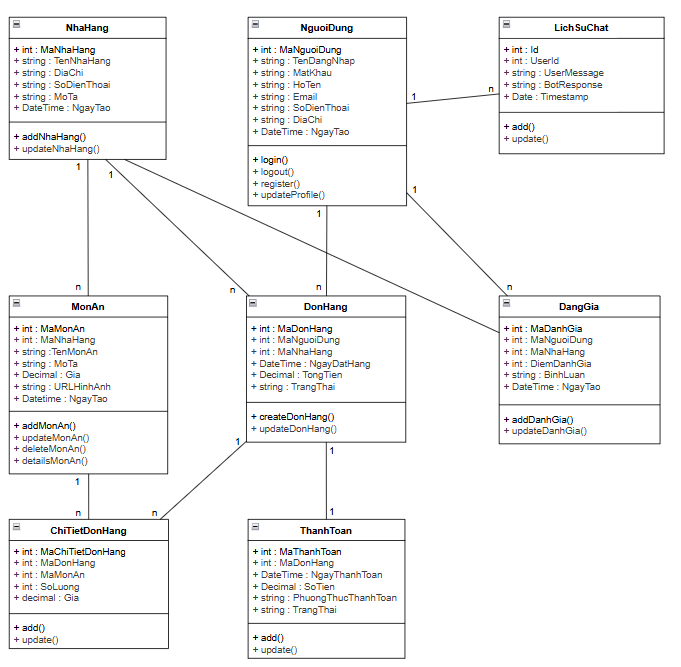 NhaHang
+ int : MaNhaHang
+ string : TenNhaHang
+ string : DiaChi
+ string : SoDienThoai
+ string : MoTa
+ DateTime : NgayTao
+ addNhaHang()
+ updateNhaHang()
NguoiDung
+ int : MaNguoiDung
+ string : TenDangNhap
+ string : MatKhau
+ string : HoTen
+ string : Email
+ string : SoDienThoai
+ string : DiaChi
+ DateTime : NgayTao
+ login()
+ logout()
+ register()
+ updateProfile()
LichSuChat
+ int : Id
+ int : UserId
+ string : UserMessage
+ string : BotResponse
+ Date : Timestamp
+ add()
+ update()
1
n
1
1
1
1
n
n
n
n
MonAn
+ int : MaMonAn
+ int : MaNhaHang
+ string :TenMonAn
+ string : MoTa
+ Decimal : Gia
+ string : URLHinhAnh
+ Datetime : NgayTao
+ addMonAn()
+ updateMonAn()
+ deleteMonAn()
+ detailsMonAn()
DonHang
+ int : MaDonHang
+ int : MaNguoiDung
+ int : MaNhaHang
+ DateTime : NgayDatHang
+ Decimal : TongTien
+ string : TrangThai
+ createDonHang()
+ updateDonHang()
DangGia
+ int : MaDanhGia
+ int : MaNguoiDung
+ int : MaNhaHang
+ int : DiemDanhGia
+ string : BinhLuan
+ DateTime : NgayTao
+ addDanhGia()
+ updateDanhGia()
1
1
1
n
n
1
ChiTietDonHang
+ int : MaChiTietDonHang
+ int : MaDonHang
+ int : MaMonAn
+ int : SoLuong
+ decimal : Gia
+ add()
+ update()
ThanhToan
+ int : MaThanhToan
+ int : MaDonHang
+ DateTime : NgayThanhToan
+ Decimal : SoTien
+ string : PhuongThucThanhToan
+ string : TrangThai
+ add()
+ update()